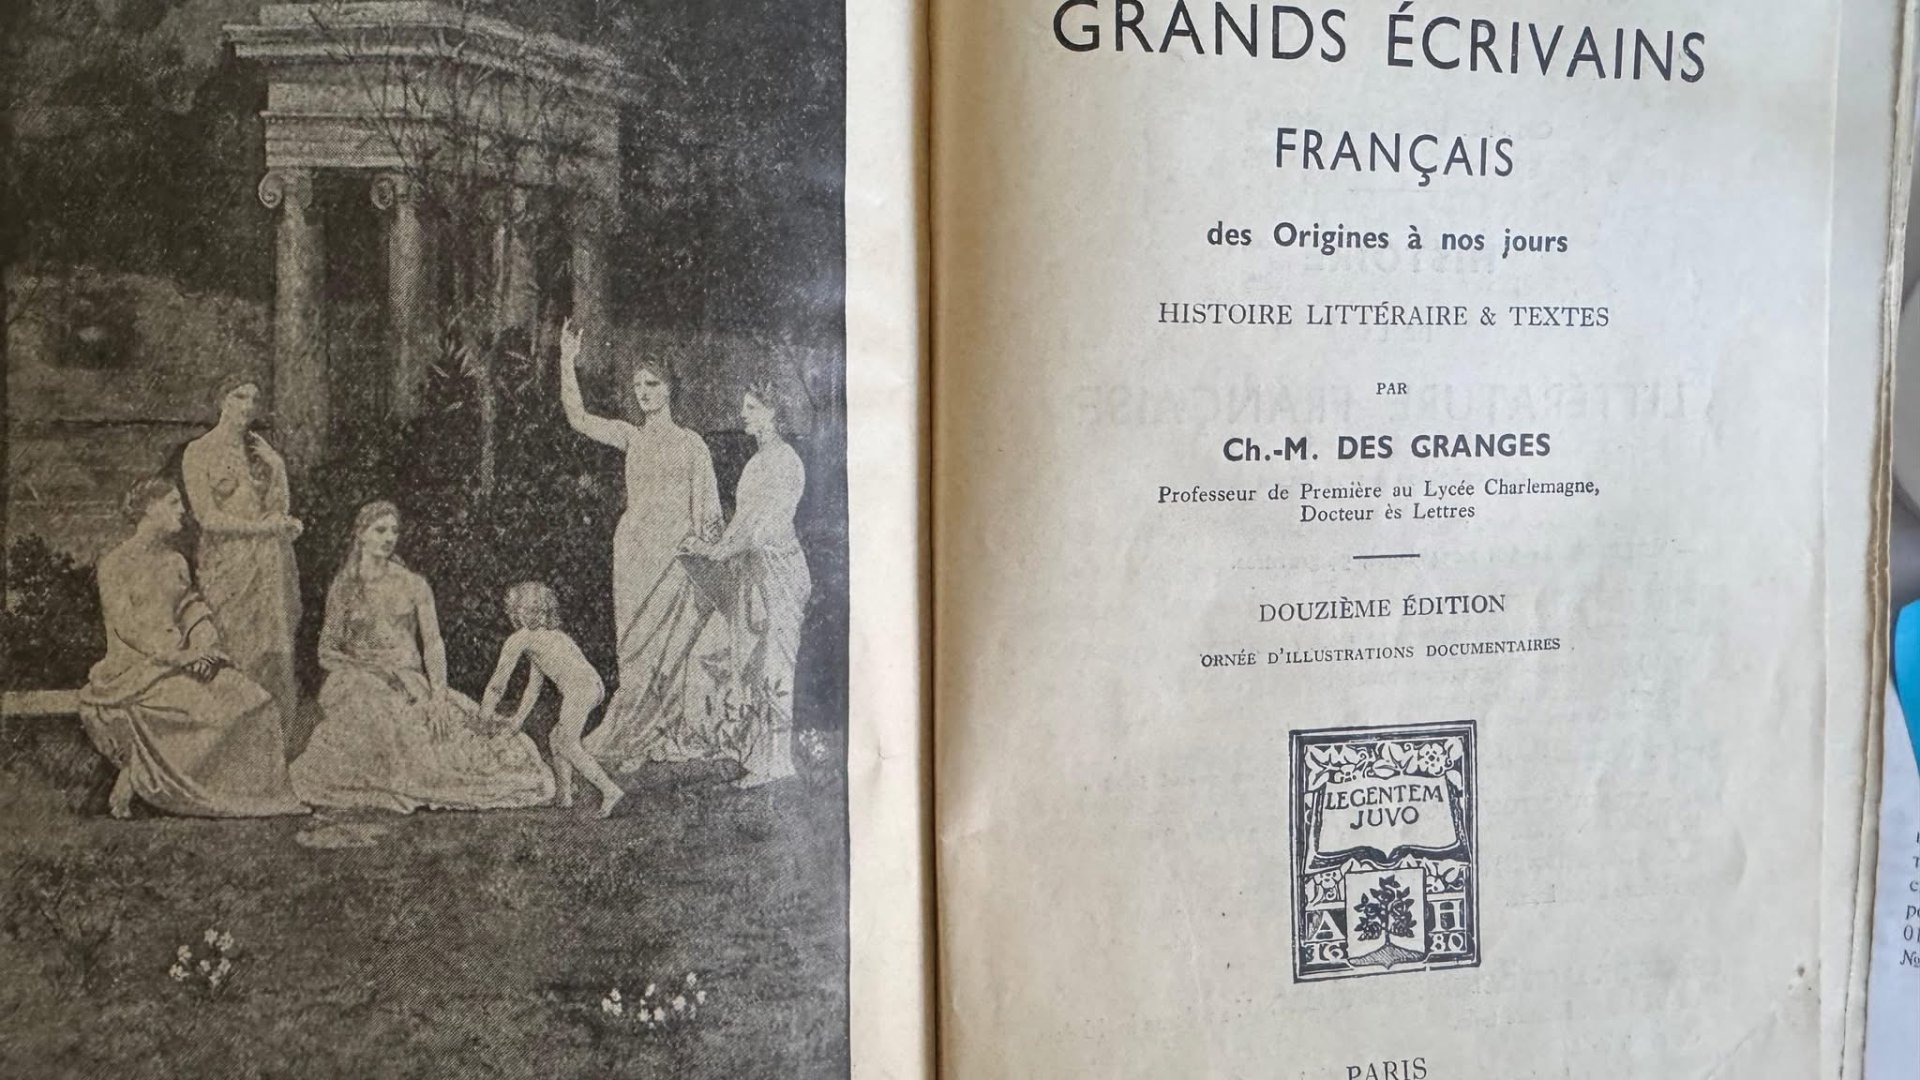 GRANDS ÉCRIVAINS
FRANÇAIS
des Origines à nos jours
HISTOIRE LITTÉRAIRE & TEXTES
PAR
Ch.-M. DES GRANGES
Professeur de Première au Lycée Charlemagne,
Docteur ès Lettres
DOUZIÈME ÉDITION
ORNÉE D'ILLUSTRATIONS DOCUMENTAIRES
LEGENTEM
JUVO
A H
16 80
PARIS